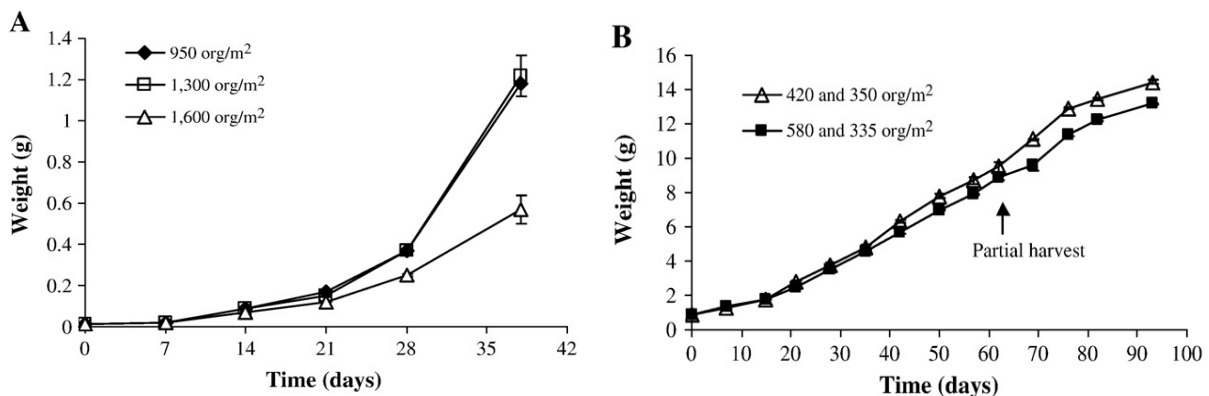 A
1.4
1.2
1
0.8
0.6
0.4
0.2
0
950 org/m²
1,300 org/m²
1,600 org/m²
Weight (g)
0 7 14 21 28 35 42
Time (days)
B
16
14
12
10
8
6
4
2
0
420 and 350 org/m²
580 and 335 org/m²
Partial harvest
Weight (g)
0 10 20 30 40 50 60 70 80 90 100
Time (days)